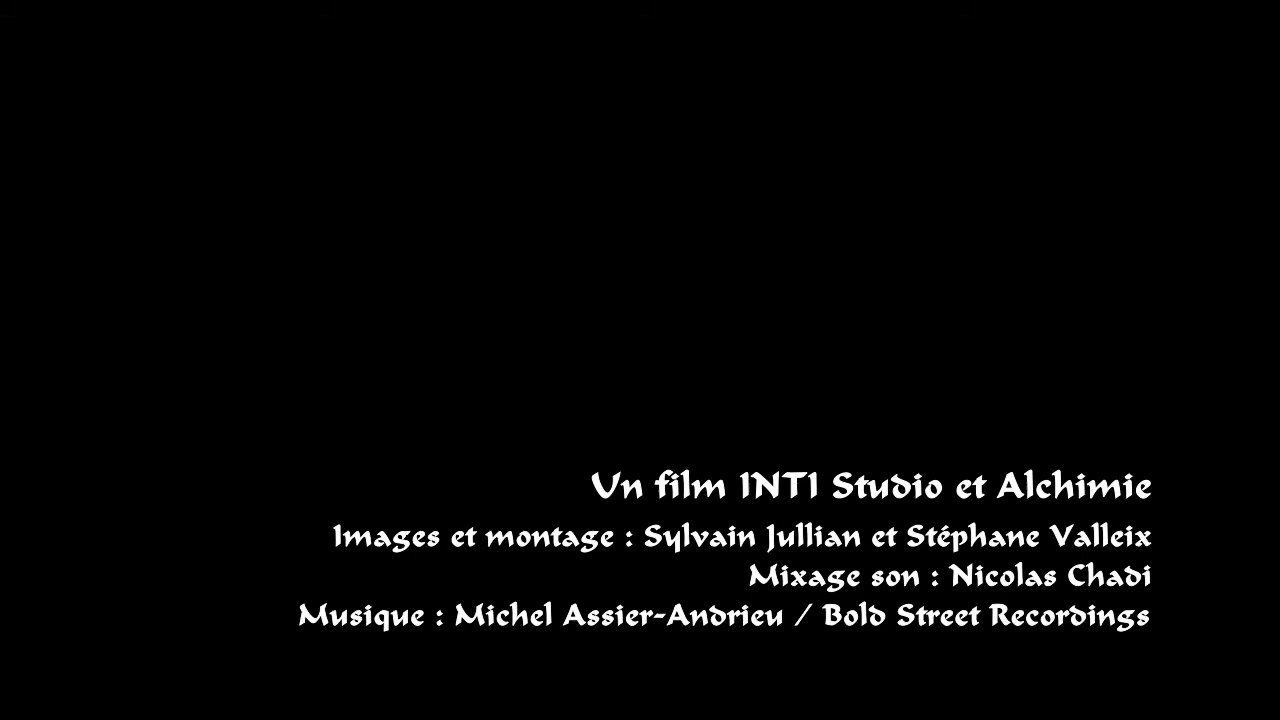 Un film INTI Studio et Alchimie
Images et montage : Sylvain Jullian et Stéphane Valleix
Mixage son : Nicolas Chadi
Musique : Michel Assier-Andrieu / Bold Street Recordings